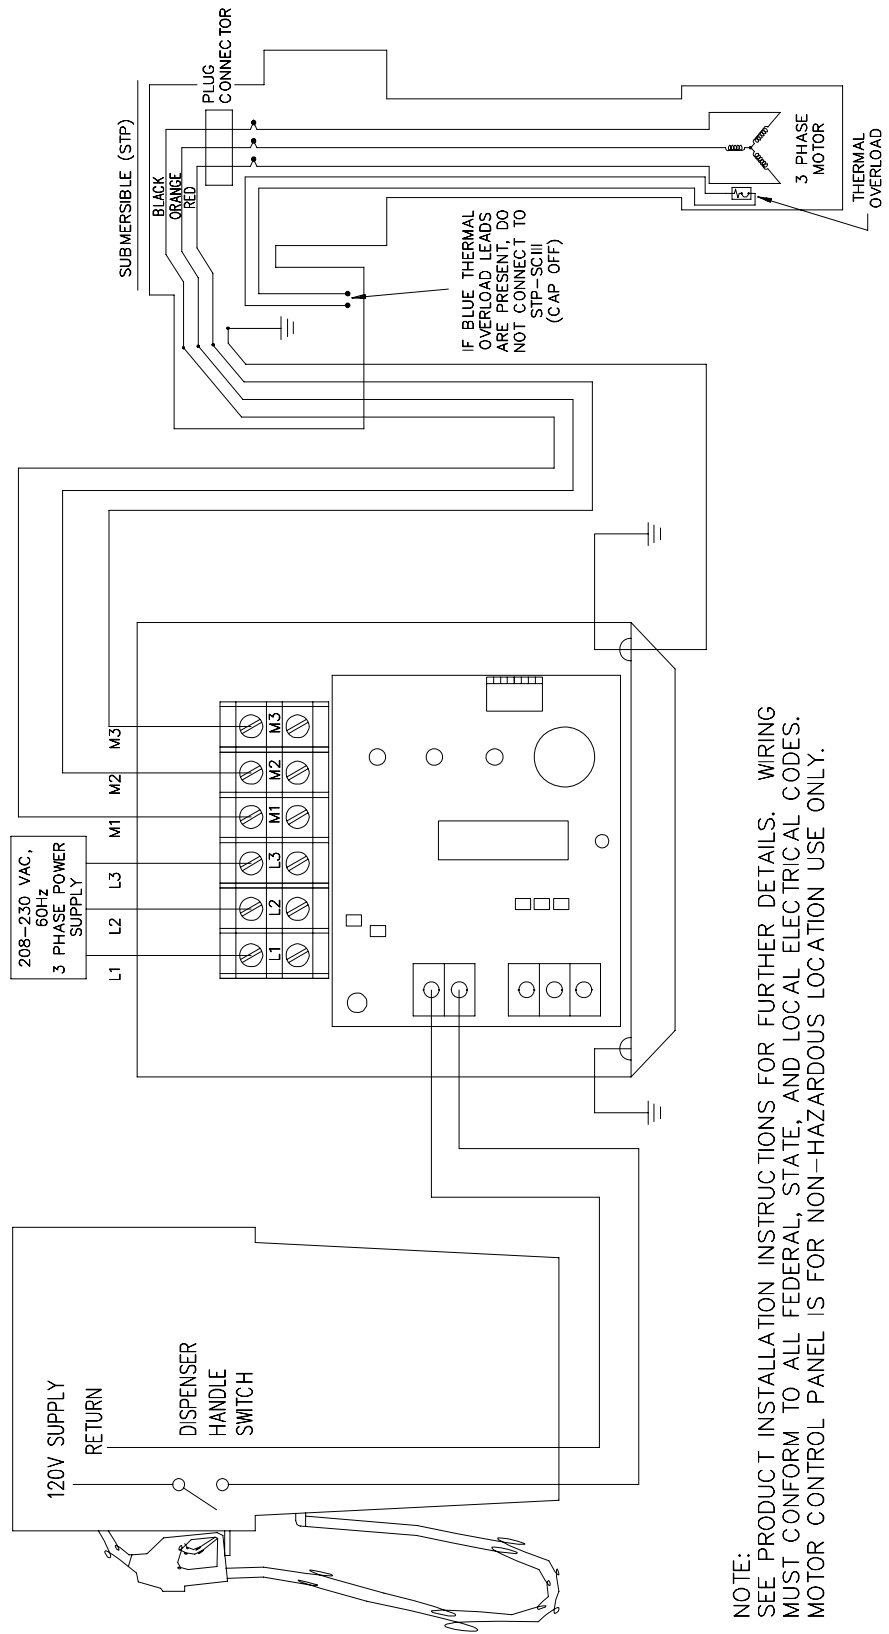 120V SUPPLY
RETURN
DISPENSER
HANDLE
SWITCH
208-230 VAC,
60Hz
3 PHASE POWER
SUPPLY
L1
L2
L3
M1
M2
M3
L1
L2
L3
M1
M2
M3
SUBMERSIBLE (STP)
BLACK
ORANGE
RED
PLUG
CONNECTOR
IF BLUE THERMAL
OVERLOAD LEADS
ARE PRESENT, DO
NOT CONNECT TO
STP-SCIII
(CAP OFF)
3 PHASE
MOTOR
THERMAL
OVERLOAD
NOTE:
SEE PRODUCT INSTALLATION INSTRUCTIONS FOR FURTHER DETAILS. WIRING
MUST CONFORM TO ALL FEDERAL, STATE, AND LOCAL ELECTRICAL CODES.
MOTOR CONTROL PANEL IS FOR NON-HAZARDOUS LOCATION USE ONLY.